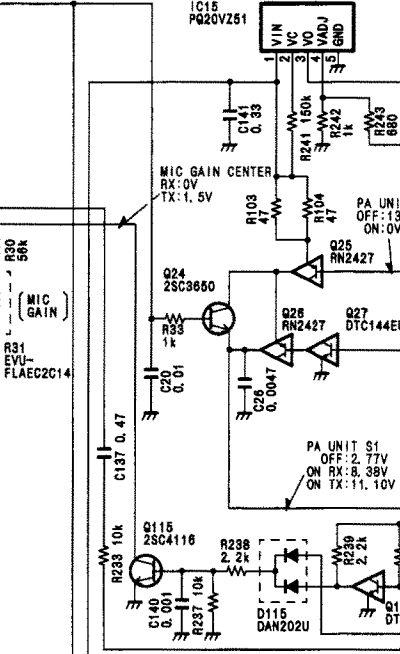 IC15
PQ20VZ51
VIN
VC
VO
VADJ
GND
1 2 3 4 5
C141
0.33
R241 150k
R242
1k
R243
680
MIC GAIN CENTER
RX:0V
TX:1.5V
R103
47
R104
47
PA UNI
OFF:13
ON:0V
Q25
RN2427
R30
56k
(MIC
GAIN)
R31
EVU-
FLAEC2C14
Q24
2SC3650
R33
1k
Q26
RN2427
Q27
DTC144EU
C20
0.01
C26
0.0047
C137 0.47
PA UNIT S1
OFF:2.77V
ON RX:8.38V
ON TX:11.10V
Q115
2SC4116
R233 10k
R238
2.2k
R239
2.2k
C140
0.001
R237 10k
D115
DAN202U
Q1
DT